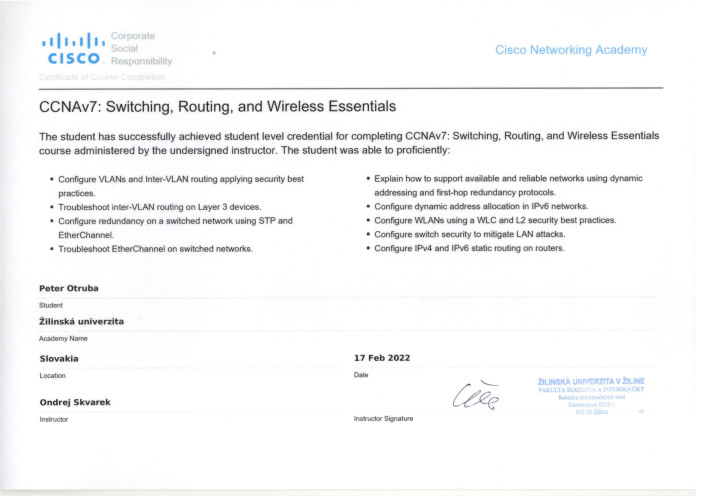 Corporate
Social
Responsibility
CISCO
Cisco Networking Academy
Certificate of Course Completion
CCNAv7: Switching, Routing, and Wireless Essentials
The student has successfully achieved student level credential for completing CCNAv7: Switching, Routing, and Wireless Essentials
course administered by the undersigned instructor. The student was able to proficiently:
• Configure VLANs and Inter-VLAN routing applying security best
practices.
• Troubleshoot inter-VLAN routing on Layer 3 devices.
• Configure redundancy on a switched network using STP and
EtherChannel.
• Troubleshoot EtherChannel on switched networks.
• Explain how to support available and reliable networks using dynamic
addressing and first-hop redundancy protocols.
• Configure dynamic address allocation in IPv6 networks.
• Configure WLANs using a WLC and L2 security best practices.
• Configure switch security to mitigate LAN attacks.
• Configure IPv4 and IPv6 static routing on routers.
Peter Otruba
Student
Žilinská univerzita
Academy Name
Slovakia
Location
17 Feb 2022
Date
Ondrej Skvarek
Instructor
Instructor Signature
ŽILINSKÁ UNIVERZITA V ŽILINE
FAKULTA RIADENIA A INFORMATIKY
Katedra informačných sietí
Univerzitná
Žilina